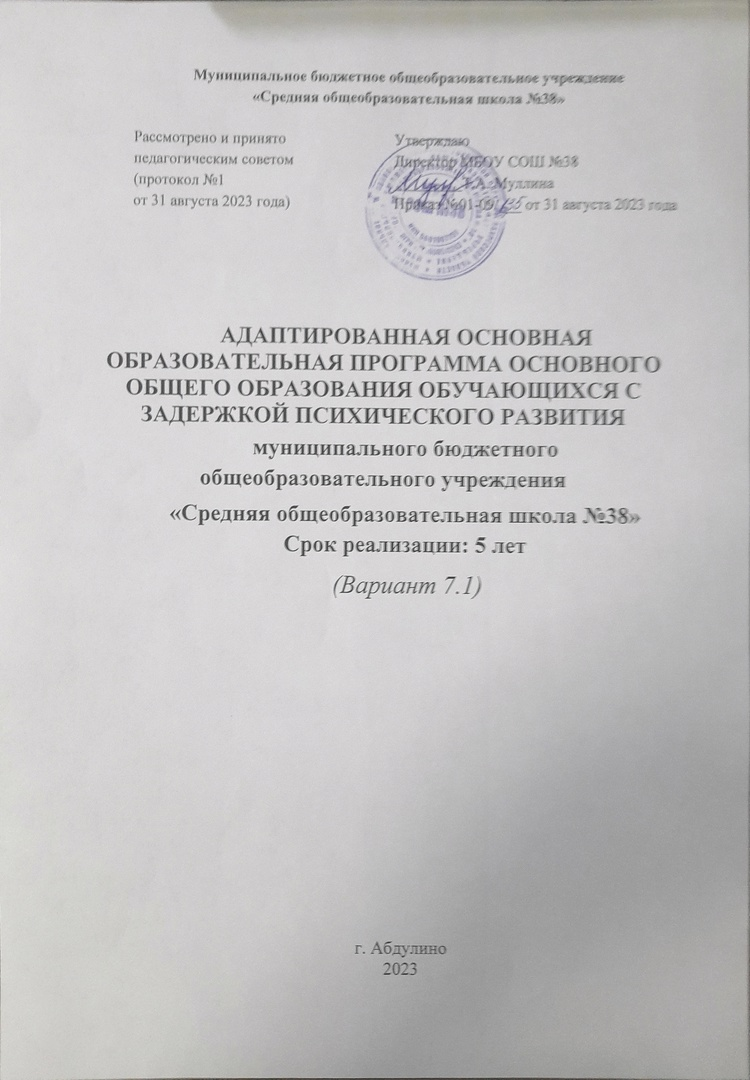 Муниципальное бюджетное общеобразовательное учреждение
«Средняя общеобразовательная школа №38»
Рассмотрено и принято
педагогическим советом
(протокол №1
от 31 августа 2023 года)
Утверждаю
Директор МБОУ СОШ №38
Т.А. Муллина
Приказ №01-09/ от 31 августа 2023 года
АДАПТИРОВАННАЯ ОСНОВНАЯ
ОБРАЗОВАТЕЛЬНАЯ ПРОГРАММА ОСНОВНОГО
ОБЩЕГО ОБРАЗОВАНИЯ ОБУЧАЮЩИХСЯ С
ЗАДЕРЖКОЙ ПСИХИЧЕСКОГО РАЗВИТИЯ
муниципального бюджетного
общеобразовательного учреждения
«Средняя общеобразовательная школа №38»
Срок реализации: 5 лет
(Вариант 7.1)
г. Абдулино
2023